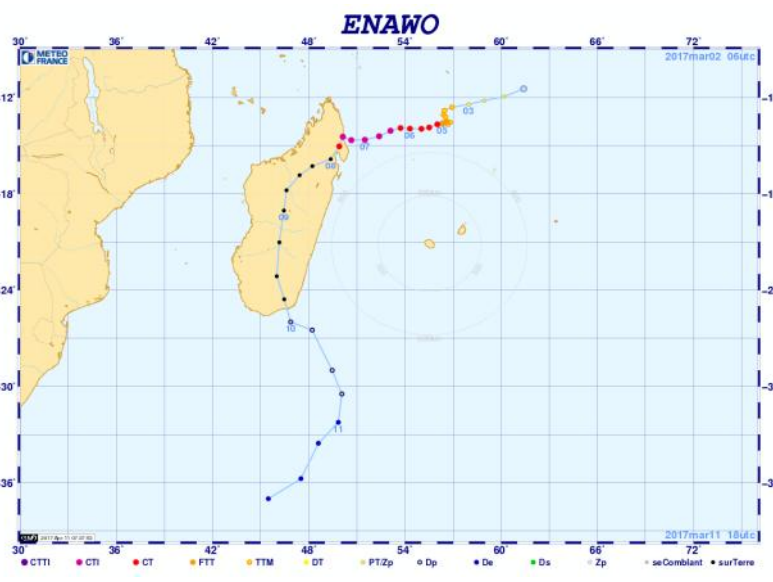 ENAWO
30° 36° 42° 48° 54° 60° 66° 72°
METEO
FRANCE
2017mar02 06utc
-12°
03
05
06
07
08
-18°
09
-24°
10
-30°
11
-36°
2017mar11 18utc
30° 36° 42° 48° 54° 60° 66° 72°
CTTI CTI CT FTT TTM DT PT/Zp Dp De Ds Zp seComblant surTerre